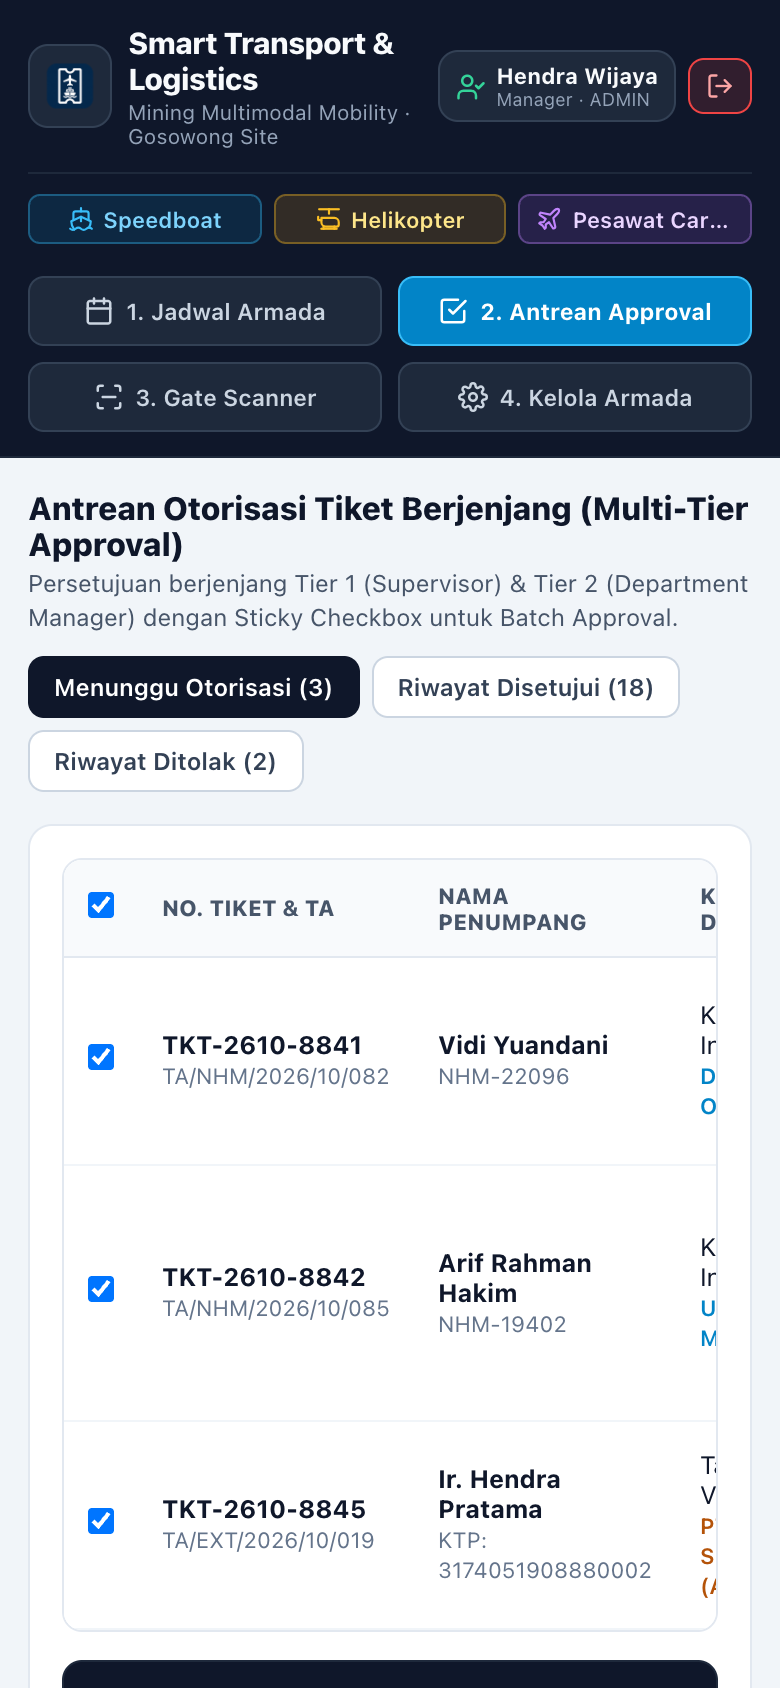 Smart Transport &
Logistics
Mining Multimodal Mobility ·
Gosowong Site
Hendra Wijaya
Manager · ADMIN
Speedboat
Helikopter
Pesawat Car...
1. Jadwal Armada
2. Antrean Approval
3. Gate Scanner
4. Kelola Armada
Antrean Otorisasi Tiket Berjenjang (Multi-Tier
Approval)
Persetujuan berjenjang Tier 1 (Supervisor) & Tier 2 (Department
Manager) dengan Sticky Checkbox untuk Batch Approval.
Menunggu Otorisasi (3)
Riwayat Disetujui (18)
Riwayat Ditolak (2)
NO. TIKET & TA
NAMA
PENUMPANG
TKT-2610-8841
TA/NHM/2026/10/082
Vidi Yuandani
NHM-22096
TKT-2610-8842
TA/NHM/2026/10/085
Arif Rahman
Hakim
NHM-19402
TKT-2610-8845
TA/EXT/2026/10/019
Ir. Hendra
Pratama
KTP:
3174051908880002